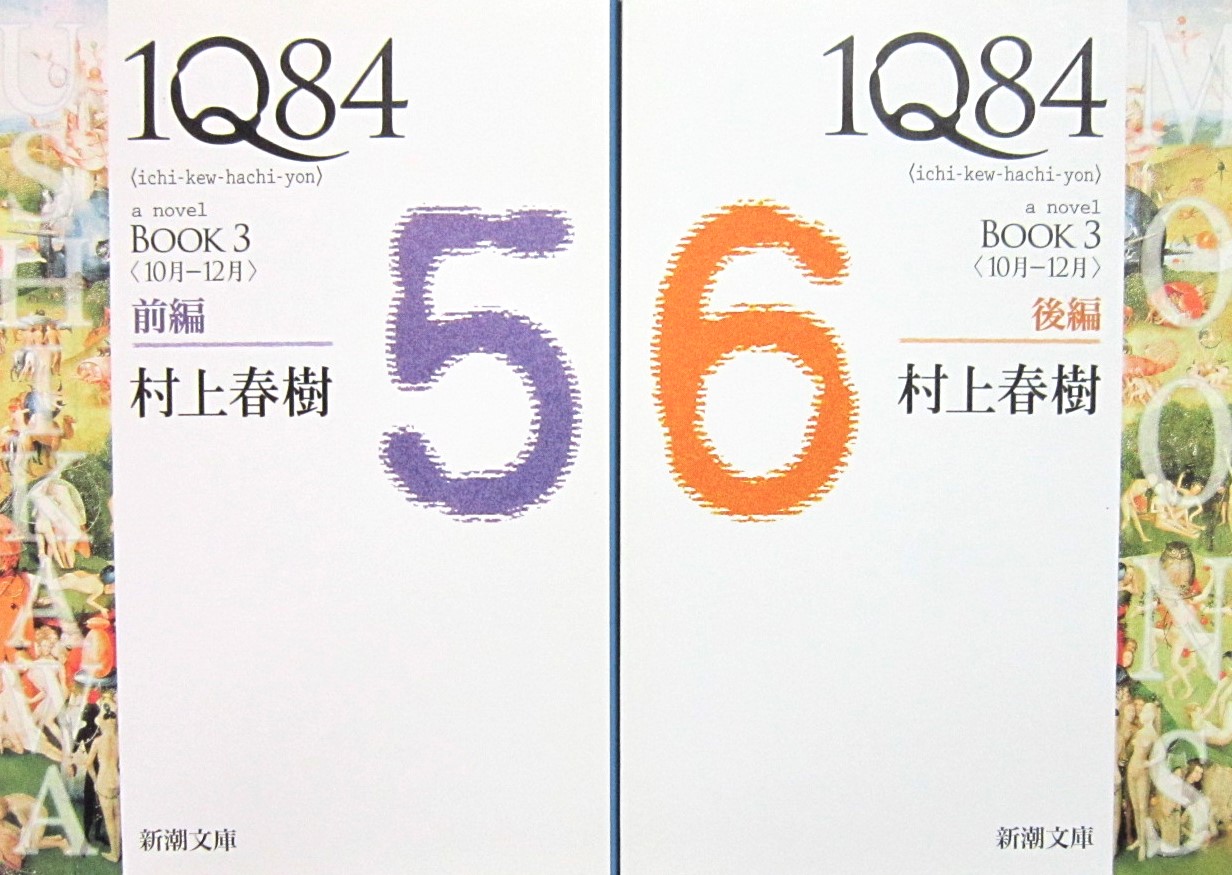 USHIKAWA
1Q84
〈ichi-kew-hachi-yon〉
a novel
BOOK 3
〈10月－12月〉
前編
村上春樹
5
新潮文庫
1Q84
〈ichi-kew-hachi-yon〉
a novel
BOOK 3
〈10月－12月〉
後編
村上春樹
6
新潮文庫
MOONS